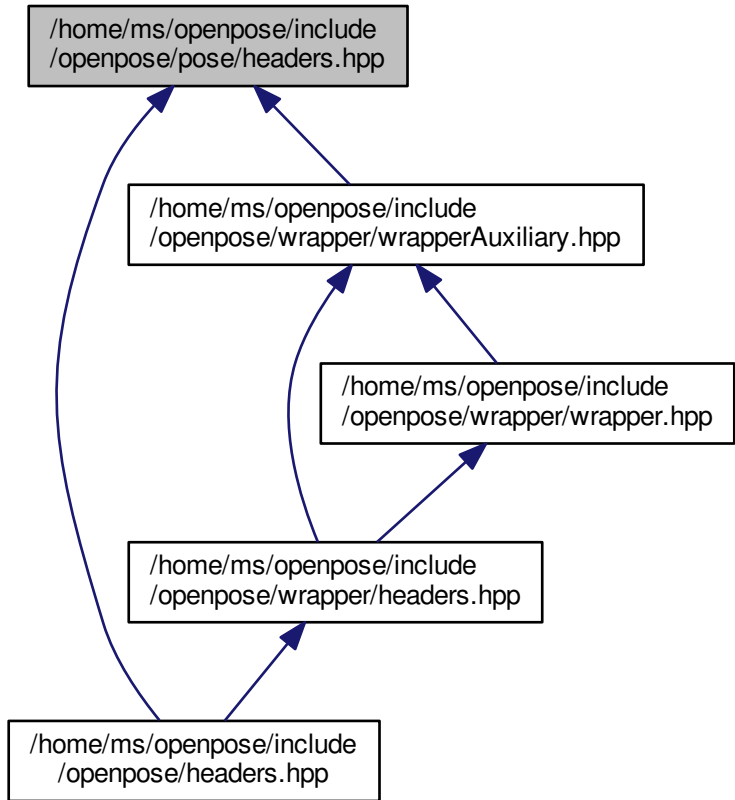 /home/ms/openpose/include
/openpose/pose/headers.hpp
/home/ms/openpose/include
/openpose/wrapper/wrapperAuxiliary.hpp
/home/ms/openpose/include
/openpose/wrapper/wrapper.hpp
/home/ms/openpose/include
/openpose/wrapper/headers.hpp
/home/ms/openpose/include
/openpose/headers.hpp